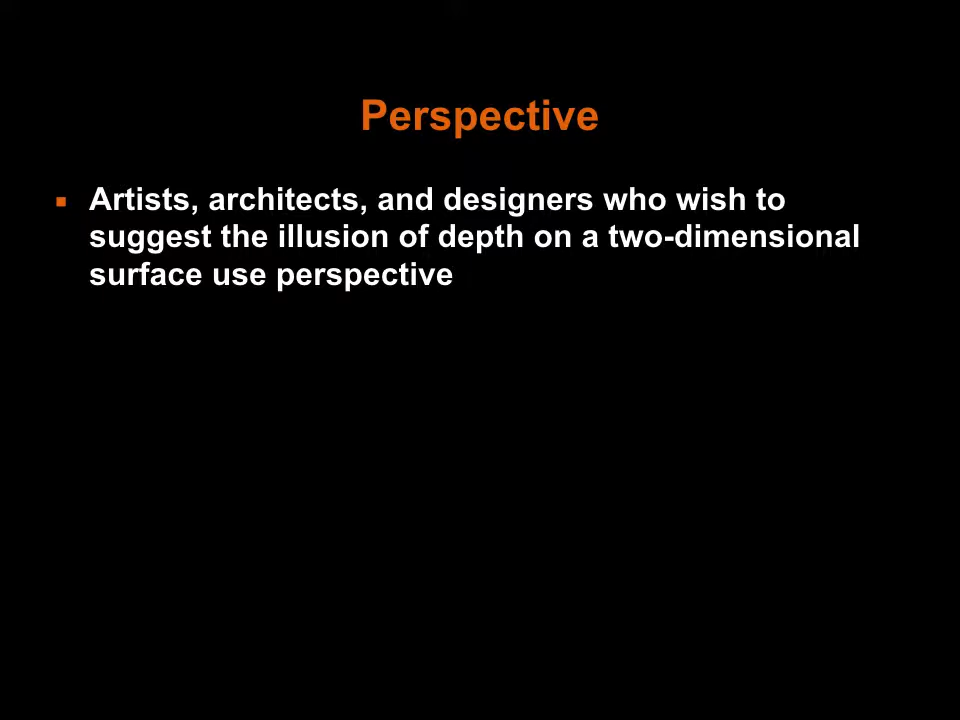 Perspective
Artists, architects, and designers who wish to
suggest the illusion of depth on a two-dimensional
surface use perspective